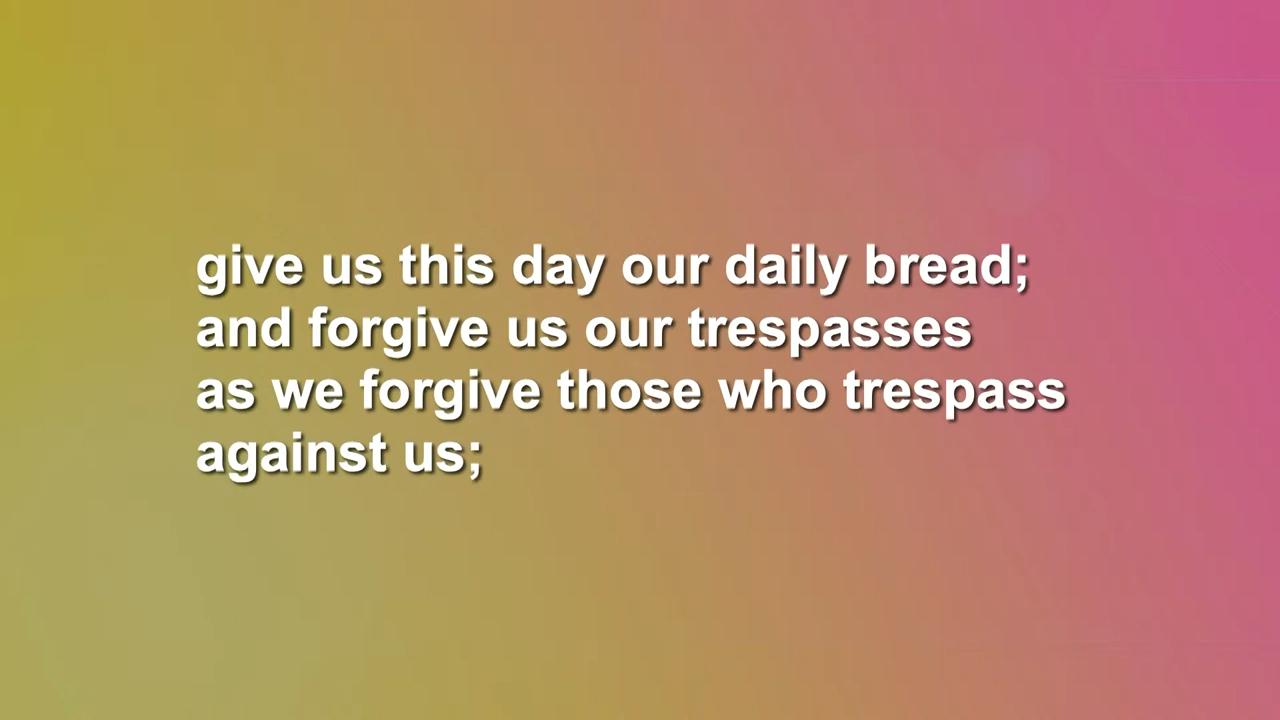 give us this day our daily bread;
and forgive us our trespasses
as we forgive those who trespass
against us;